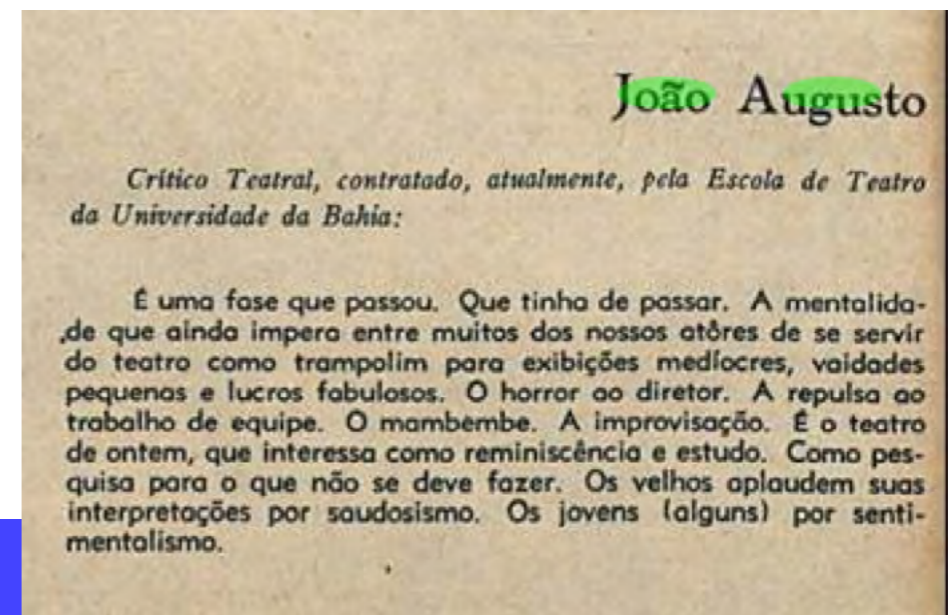 João Augusto
Crítico Teatral, contratado, atualmente, pela Escola de Teatro
da Universidade da Bahia:
É uma fase que passou. Que tinha de passar. A mentalida-
de que ainda impera entre muitos dos nossos atôres de se servir
do teatro como trampolim para exibições medíocres, vaidades
pequenas e lucros fabulosos. O horror ao diretor. A repulsa ao
trabalho de equipe. O mambembe. A improvisação. É o teatro
de ontem, que interessa como reminiscência e estudo. Como pes-
quisa para o que não se deve fazer. Os velhos aplaudem suas
interpretações por saudosismo. Os jovens (alguns) por senti-
mentalismo.